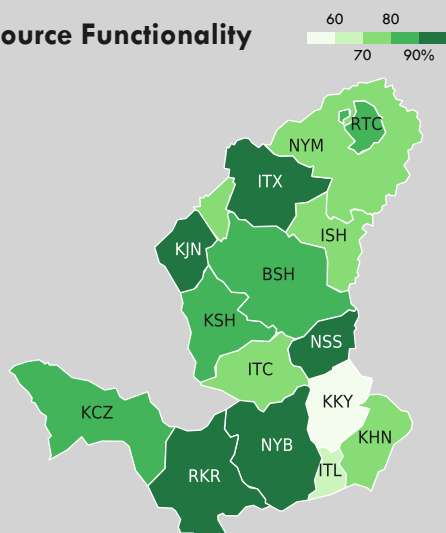 ource Functionality
60 80
70 90%
RTC
NYM
ITX
ISH
KJN
BSH
KSH
NSS
ITC
KKY
KCZ
KHN
NYB
ITL
RKR